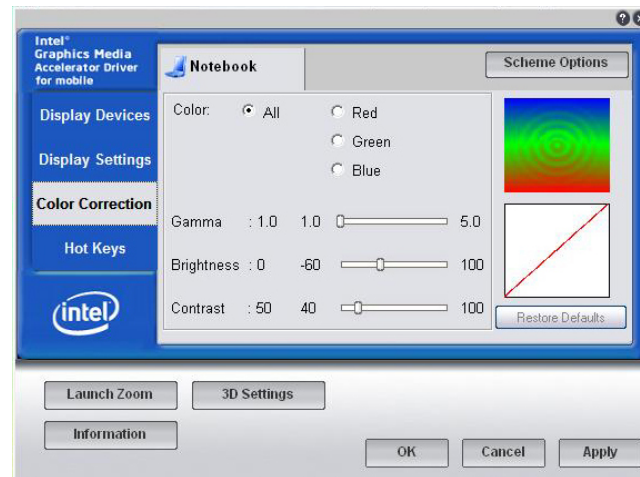 Intel®
Graphics Media
Accelerator Driver
for mobile
Notebook
Scheme Options
Display Devices
Display Settings
Color Correction
Hot Keys
intel
Color: All Red
Green
Blue
Gamma : 1.0 1.0 5.0
Brightness : 0 -60 100
Contrast : 50 40 100
Restore Defaults
Launch Zoom 3D Settings
Information
OK Cancel Apply